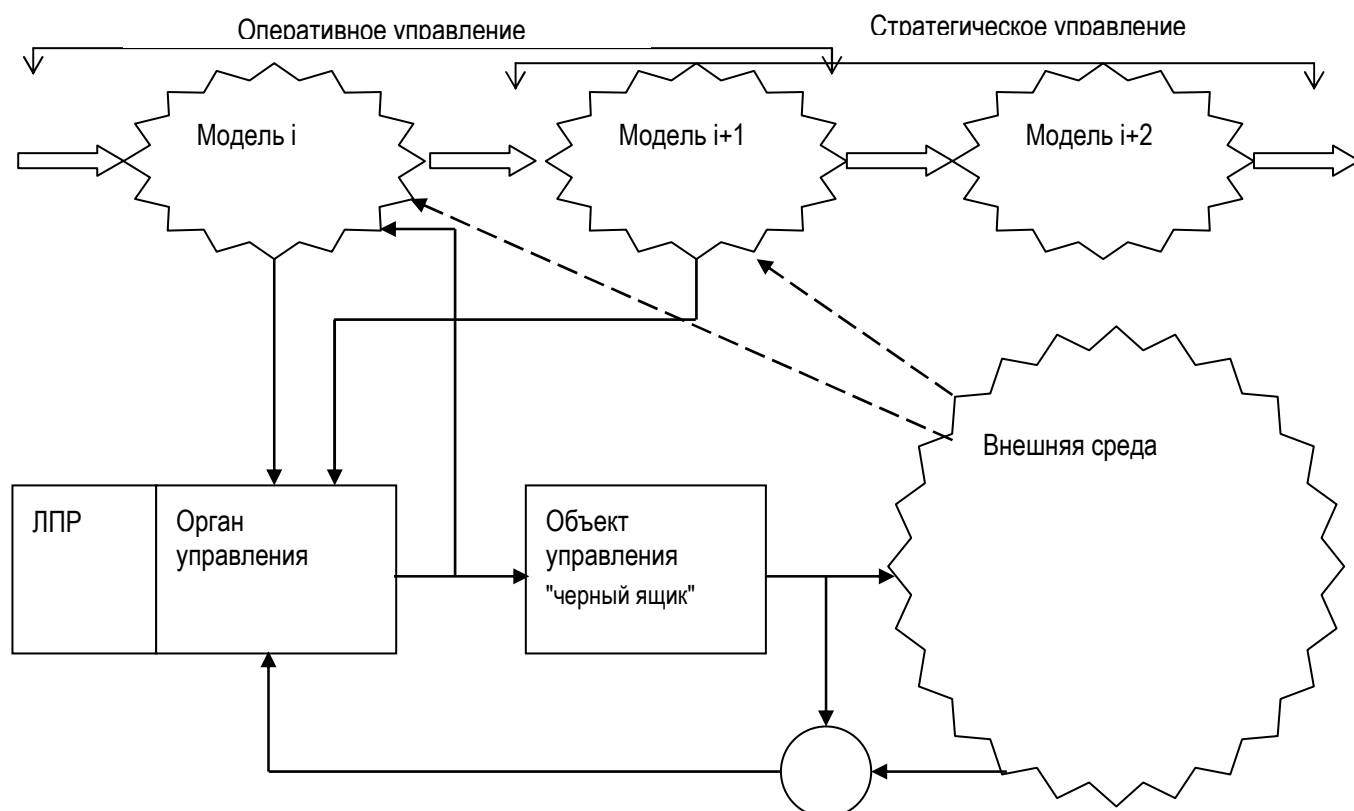 Оперативное управление
Стратегическое управление
Модель i
Модель i+1
Модель i+2
Внешняя среда
ЛПР
Орган
управления
Объект
управления
"черный ящик"